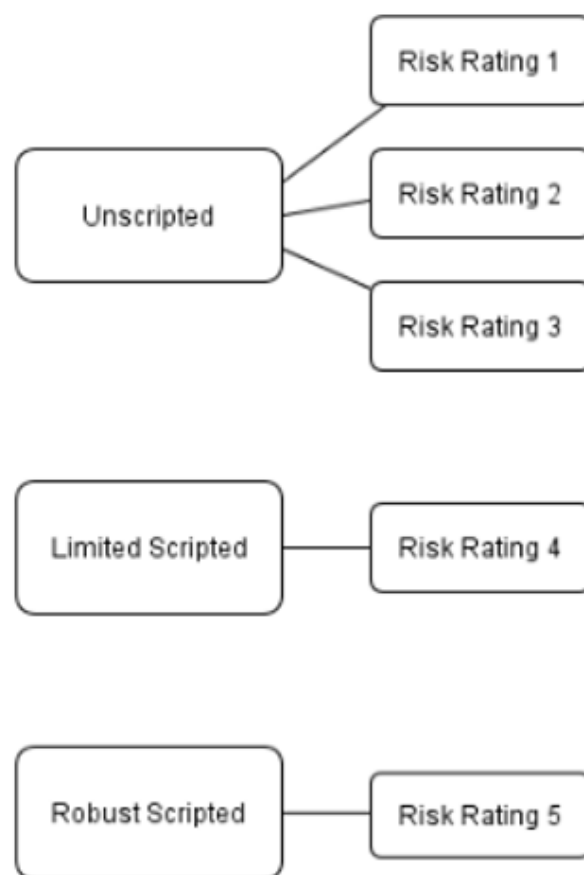 Risk Rating 1
Unscripted
Risk Rating 2
Risk Rating 3
Limited Scripted
Risk Rating 4
Robust Scripted
Risk Rating 5